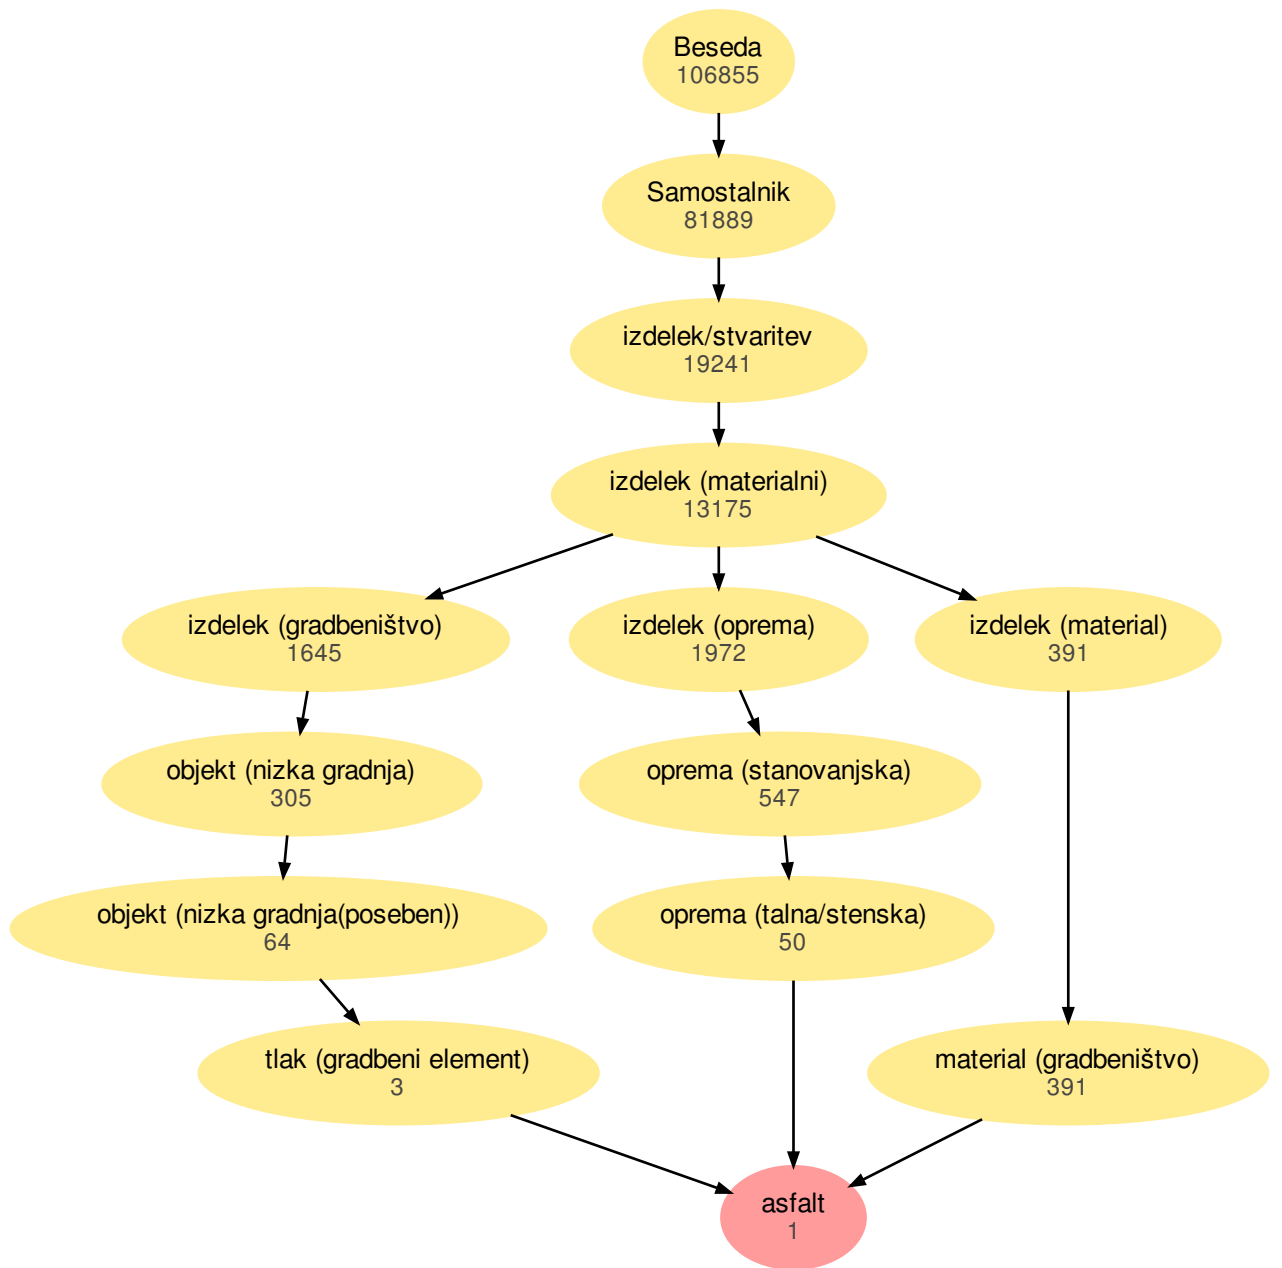 Beseda
106855
Samostalnik
81889
izdelek/stvaritev
19241
izdelek (materialni)
13175
izdelek (gradbeništvo)
1645
izdelek (oprema)
1972
izdelek (material)
391
objekt (nizka gradnja)
305
oprema (stanovanjska)
547
objekt (nizka gradnja(poseben))
64
oprema (talna/stenska)
50
tlak (gradbeni element)
3
material (gradbeništvo)
391
asfalt
1